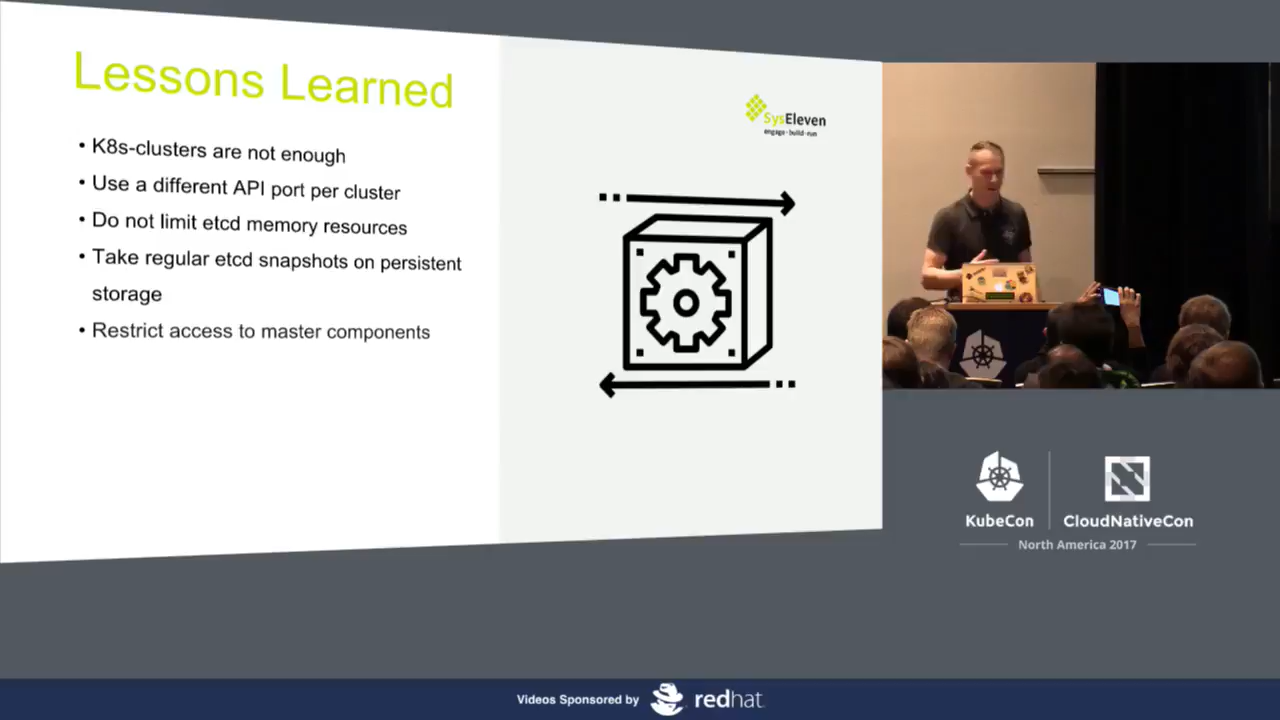 Lessons Learned
• K8s-clusters are not enough
• Use a different API port per cluster
• Do not limit etcd memory resources
• Take regular etcd snapshots on persistent
storage
• Restrict access to master components
SysEleven
engage·build·run
KubeCon
CloudNativeCon
North America 2017
Videos Sponsored by
redhat.